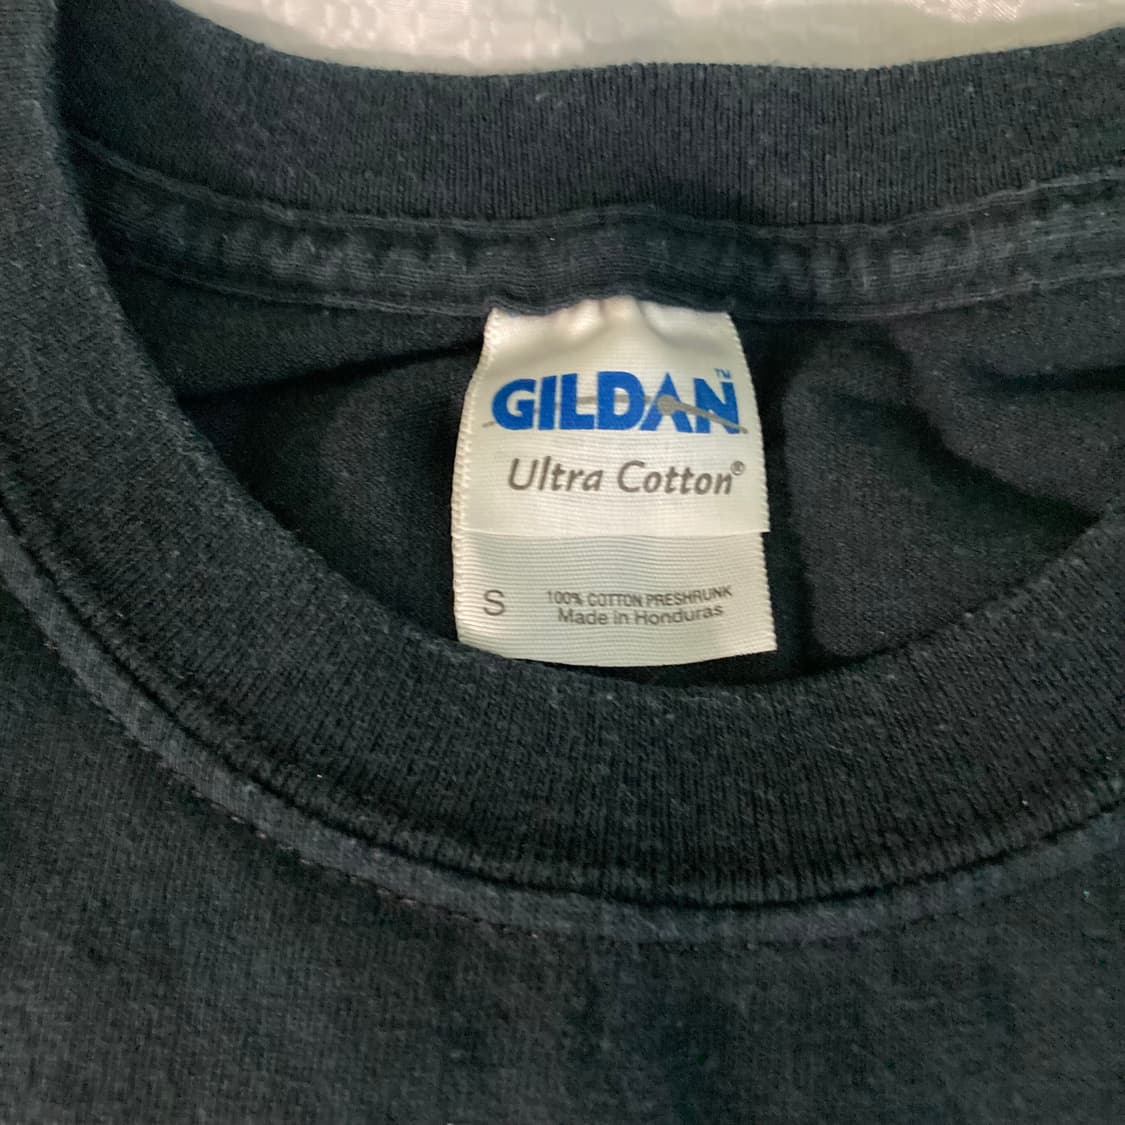 GILDAN™
Ultra Cotton®
S
100% COTTON PRESHRUNK
Made in Honduras